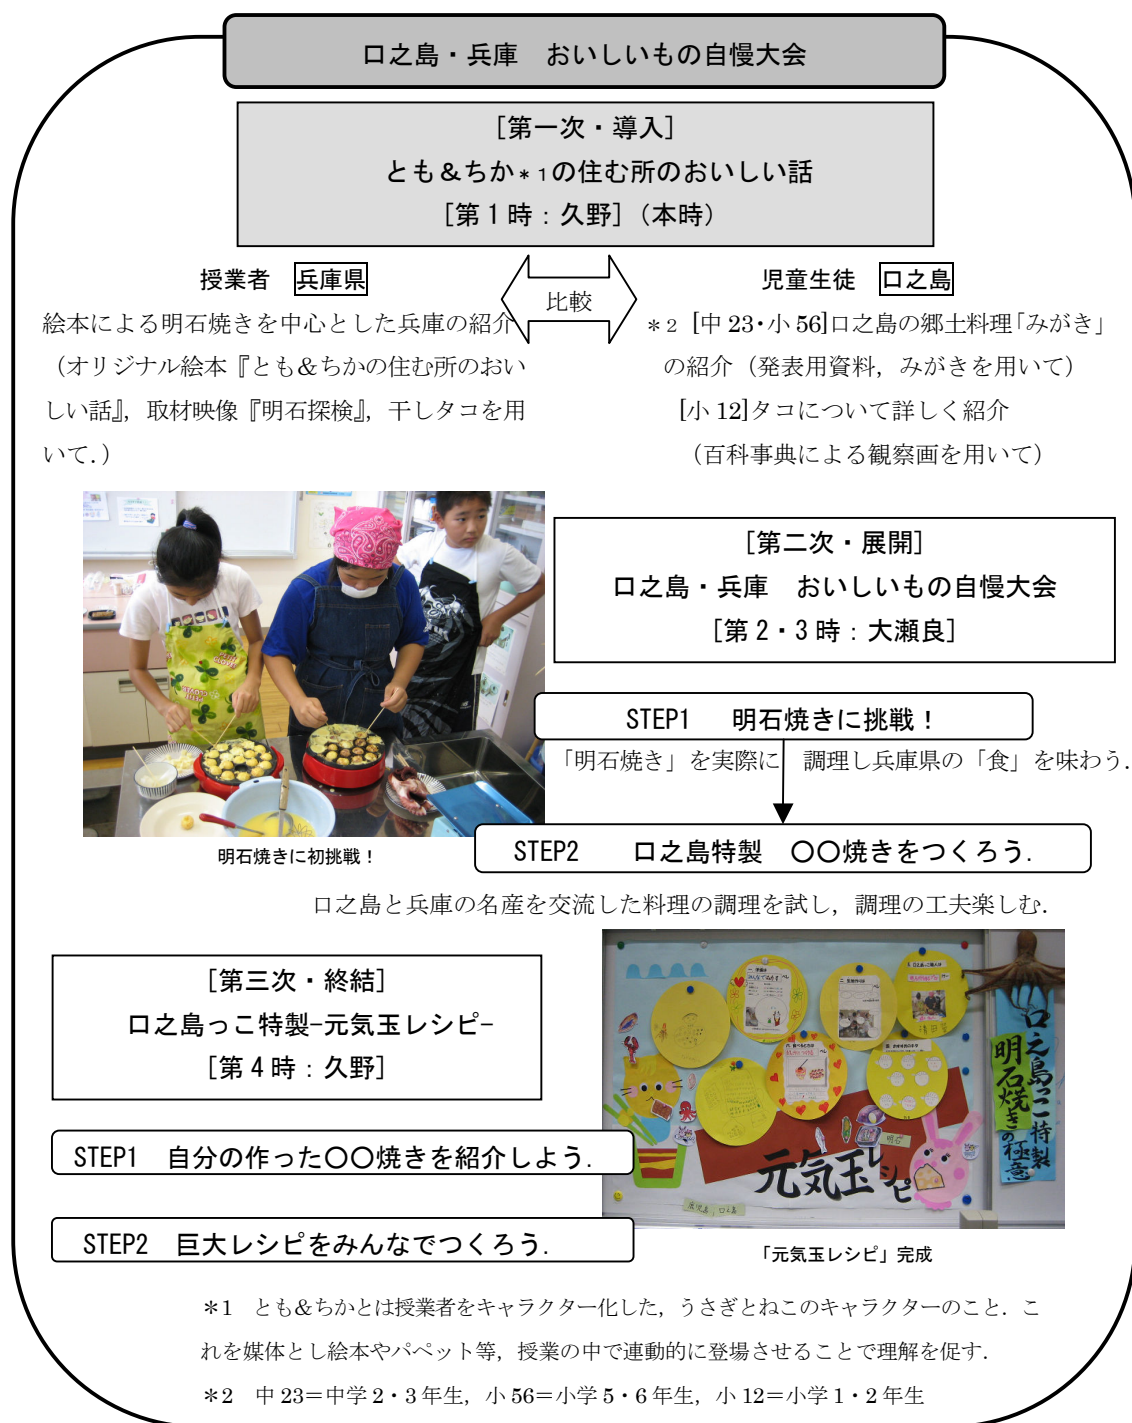 口之島・兵庫　おいしいもの自慢大会
［第一次・導入］
とも＆ちか＊1の住む所のおいしい話
［第1時：久野］（本時）
授業者　兵庫県
比較
児童生徒　口之島
絵本による明石焼きを中心とした兵庫の紹介
（オリジナル絵本『とも&ちかの住む所のおい
しい話』，取材映像『明石探検』，干しタコを用
いて．）
＊2［中23・小56]口之島の郷土料理「みがき」
の紹介（発表用資料，みがきを用いて）
［小12]タコについて詳しく紹介
（百科事典による観察画を用いて）
［第二次・展開］
口之島・兵庫　おいしいもの自慢大会
［第2・3時：大瀬良］
STEP1　明石焼きに挑戦！
「明石焼き」を実際に　調理し兵庫県の「食」を味わう．
明石焼きに初挑戦！
STEP2　口之島特製　〇〇焼きをつくろう．
口之島と兵庫の名産を交流した料理の調理を試し，調理の工夫楽しむ．
［第三次・終結］
口之島っこ特製−元気玉レシピ−
［第4時：久野］
口之島っこ特製
明石焼きの極意
明石
元気玉レシピ
鹿児島 口之島
STEP1　自分の作った〇〇焼きを紹介しよう．
STEP2　巨大レシピをみんなでつくろう．
「元気玉レシピ」完成
＊1　とも&ちかとは授業者をキャラクター化した，うさぎとねこのキャラクターのこと．こ
れを媒体とし絵本やパペット等，授業の中で連動的に登場させることで理解を促す．
＊2　中23＝中学2・3年生，小56＝小学5・6年生，小12＝小学1・2年生